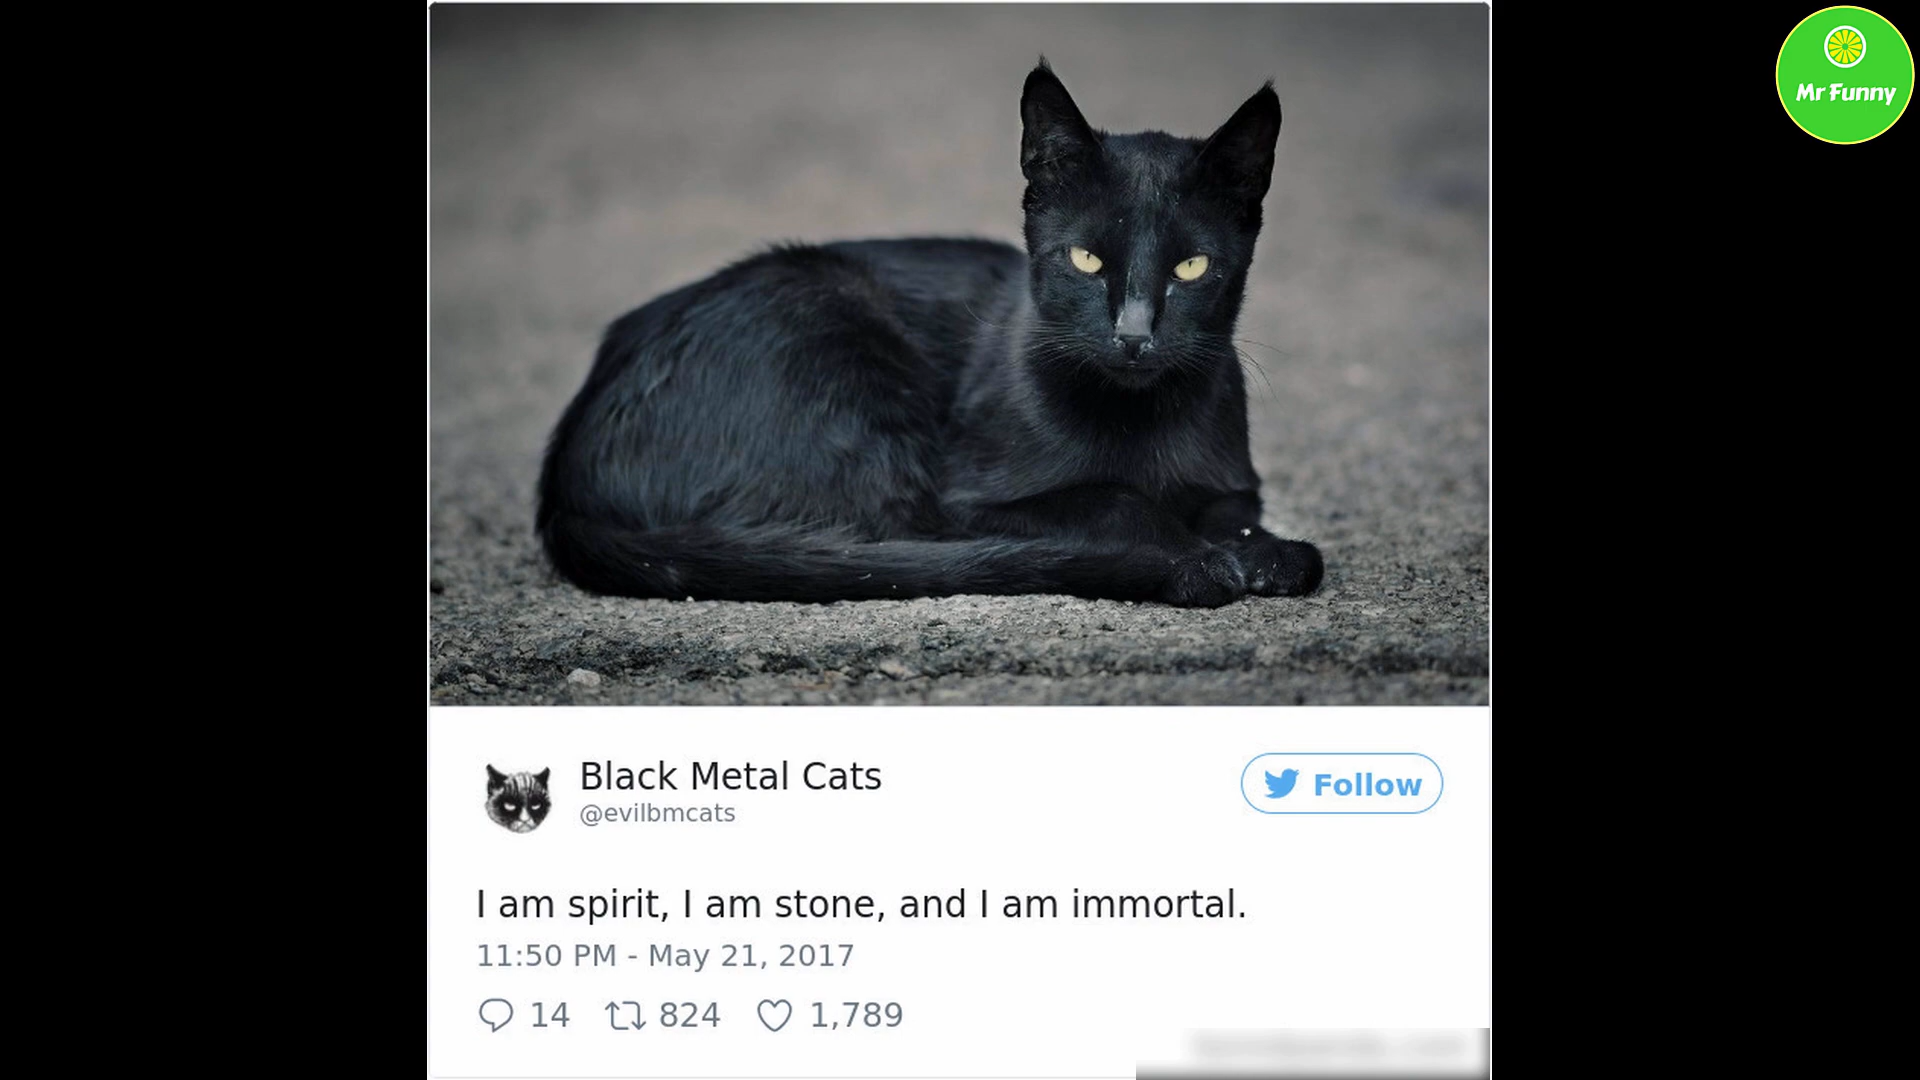 Mr Funny
Black Metal Cats
@evilbmcats
Follow
I am spirit, I am stone, and I am immortal.
11:50 PM - May 21, 2017
14 824 1,789